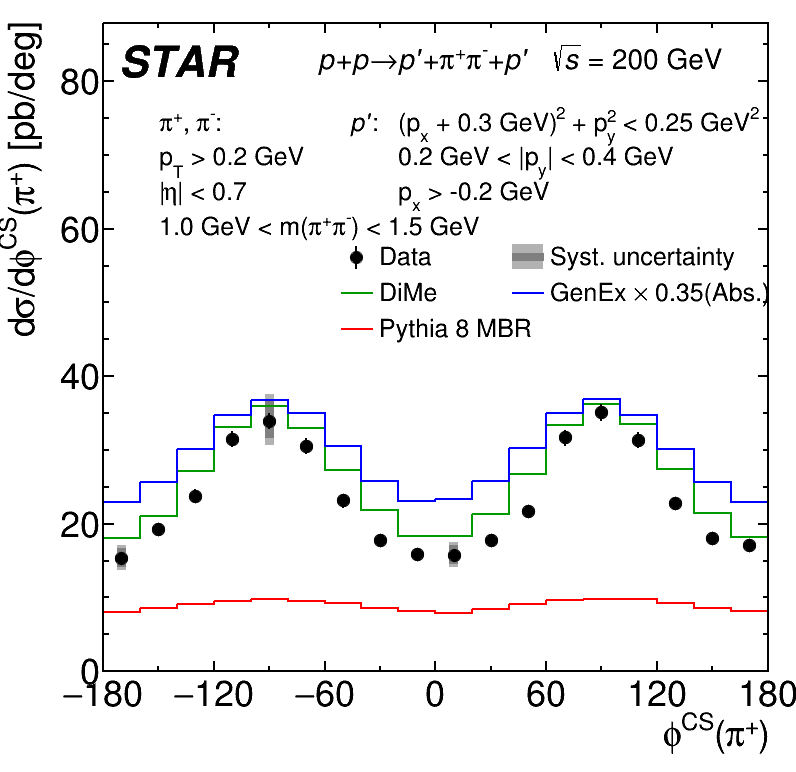 dσ/dϕ^CS(π⁺) [pb/deg]
STAR p+p→p′+π⁺π⁻+p′ √s = 200 GeV
π⁺, π⁻: p′: (p_x + 0.3 GeV)² + p_y² < 0.25 GeV²
p_T > 0.2 GeV 0.2 GeV < |p_y| < 0.4 GeV
|η| < 0.7 p_x > -0.2 GeV
1.0 GeV < m(π⁺π⁻) < 1.5 GeV
Data Syst. uncertainty
DiMe GenEx × 0.35(Abs.)
Pythia 8 MBR
80
60
40
20
0
−180 −120 −60 0 60 120 180
ϕ^CS(π⁺)